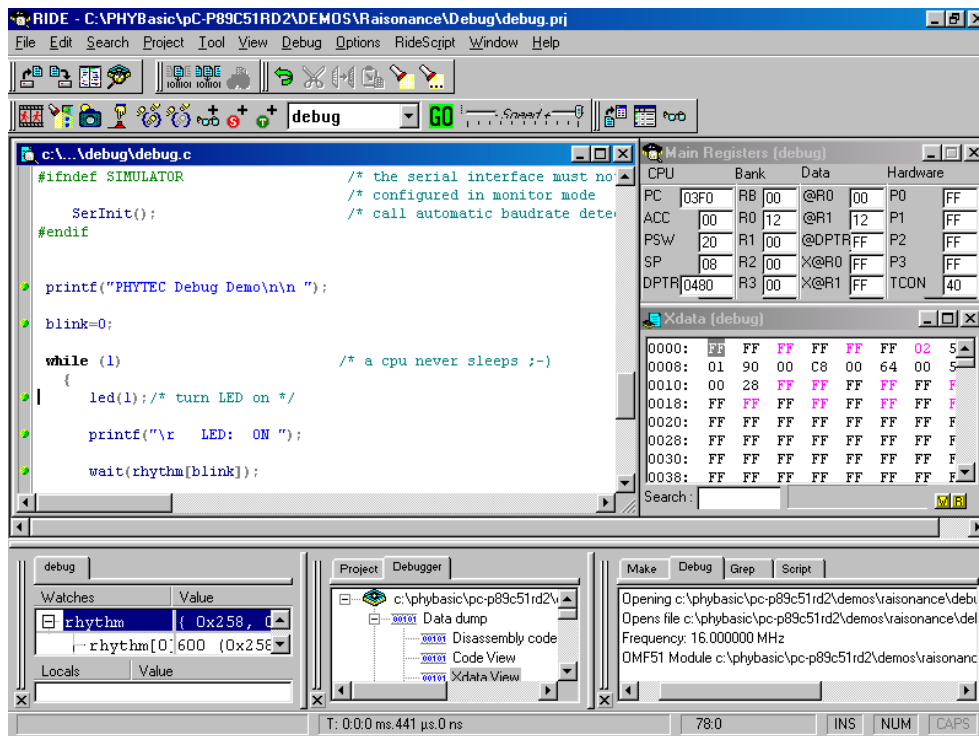 RIDE - C:\PHYBasic\pC-P89C51RD2\DEMOS\Raisonance\Debug\debug.prj
File Edit Search Project Tool View Debug Options RideScript Window Help
debug GO Speed +
c:\...\debug\debug.c
#ifndef SIMULATOR /* the serial interface must no
/* configured in monitor mode
SerInit(); /* call automatic baudrate dete
#endif
printf("PHYTEC Debug Demo\n\n ");
blink=0;
while (1) /* a cpu never sleeps ;-)
{
led(1);/* turn LED on */
printf("\r LED: ON ");
wait(rhythm[blink]);
Main Registers (debug)
CPU Bank Data Hardware
PC 03F0 RB 00 @R0 00 P0 FF
ACC 00 R0 12 @R1 12 P1 FF
PSW 20 R1 00 @DPTR FF P2 FF
SP 08 R2 00 X@R0 FF P3 FF
DPTR 0480 R3 00 X@R1 FF TCON 40
Xdata (debug)
0000: FF FF FF FF FF FF 02 5
0008: 01 90 00 C8 00 64 00 5
0010: 00 28 FF FF FF FF FF F
0018: FF FF FF FF FF FF FF F
0020: FF FF FF FF FF FF FF F
0028: FF FF FF FF FF FF FF F
0030: FF FF FF FF FF FF FF F
0038: FF FF FF FF FF FF FF F
Search :
debug
Watches Value
rhythm { 0x258, 0
rhythm[0] 600 (0x258
Locals Value
Project Debugger
c:\phybasic\pc-p89c51rd2\
Data dump
Disassembly code
Code View
Xdata View
Make Debug Grep Script
Opening c:\phybasic\pc-p89c51rd2\demos\raisonance\debu
Opens file c:\phybasic\pc-p89c51rd2\demos\raisonance\del
Frequency: 16.000000 MHz
OMF51 Module c:\phybasic\pc-p89c51rd2\demos\raisonanc
T: 0:0:0 ms.441 µs.0 ns 78:0 INS NUM CAPS